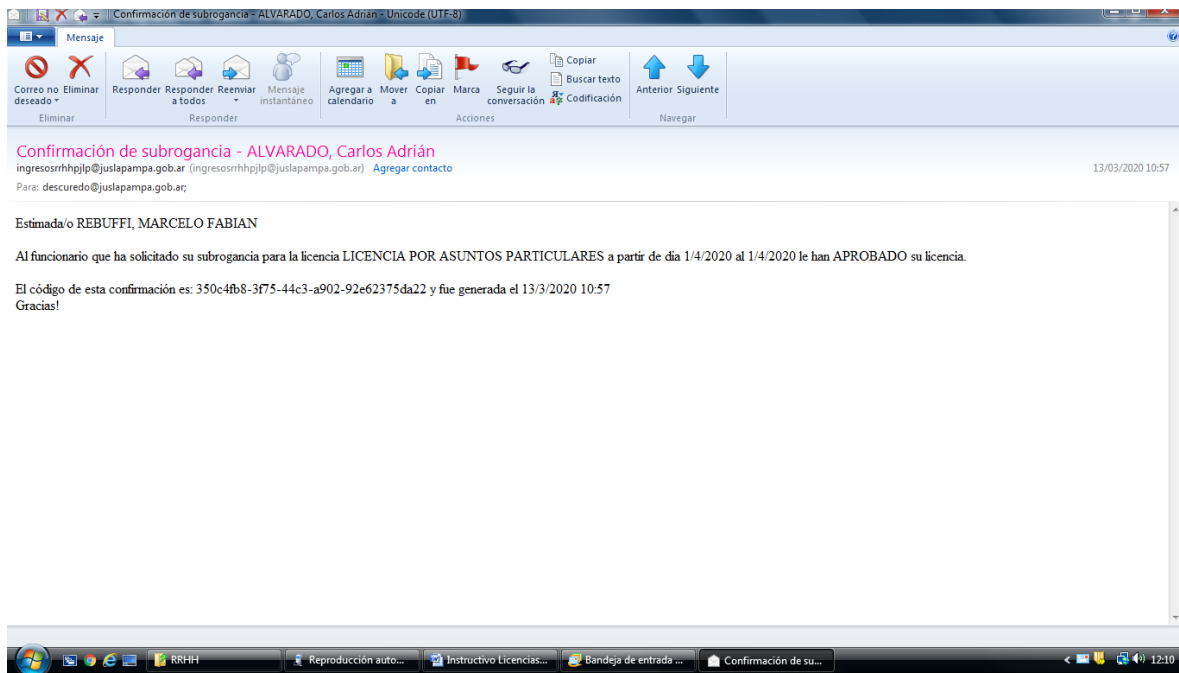 Confirmación de subrogancia - ALVARADO, Carlos Adrián - Unicode (UTF-8)
Mensaje
Correo no deseado
Eliminar
Responder
Responder a todos
Reenviar
Mensaje instantáneo
Agregar a calendario
Mover a
Copiar en
Marca
Seguir la conversación
Copiar
Buscar texto
Codificación
Anterior
Siguiente
Eliminar
Responder
Acciones
Navegar
Confirmación de subrogancia - ALVARADO, Carlos Adrián
ingresosrrhhpjlp@juslapampa.gob.ar (ingresosrrhhpjlp@juslapampa.gob.ar) Agregar contacto
13/03/2020 10:57
Para: descuredo@juslapampa.gob.ar;
Estimada/o REBUFFI, MARCELO FABIAN
Al funcionario que ha solicitado su subrogancia para la licencia LICENCIA POR ASUNTOS PARTICULARES a partir de dia 1/4/2020 al 1/4/2020 le han APROBADO su licencia.
El código de esta confirmación es: 350c4fb8-3f75-44c3-a902-92e62375da22 y fue generada el 13/3/2020 10:57
Gracias!
RRHH
Reproducción auto...
Instructivo Licencias...
Bandeja de entrada ...
Confirmación de su...
12:10